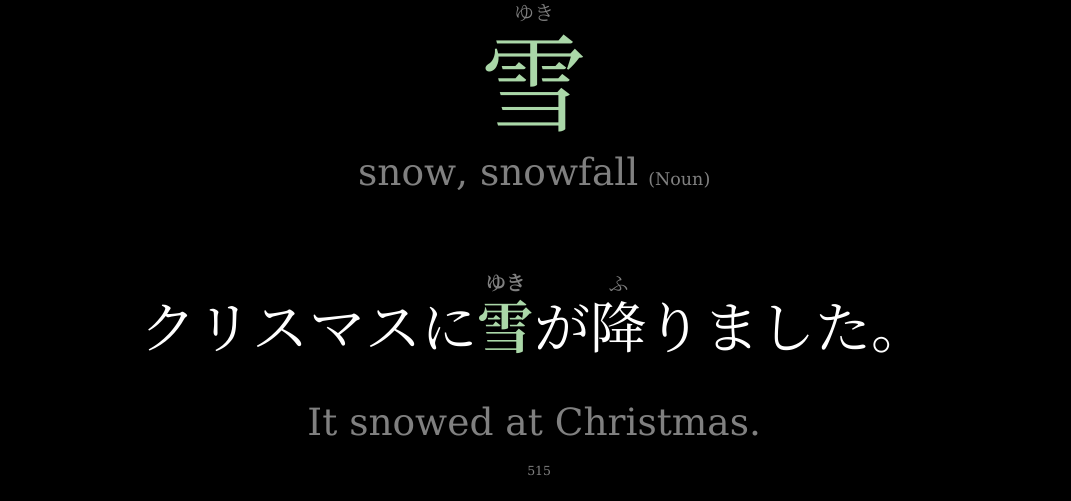 ゆき
雪
snow, snowfall (Noun)
ゆき ふ
クリスマスに雪が降りました。
It snowed at Christmas.
515